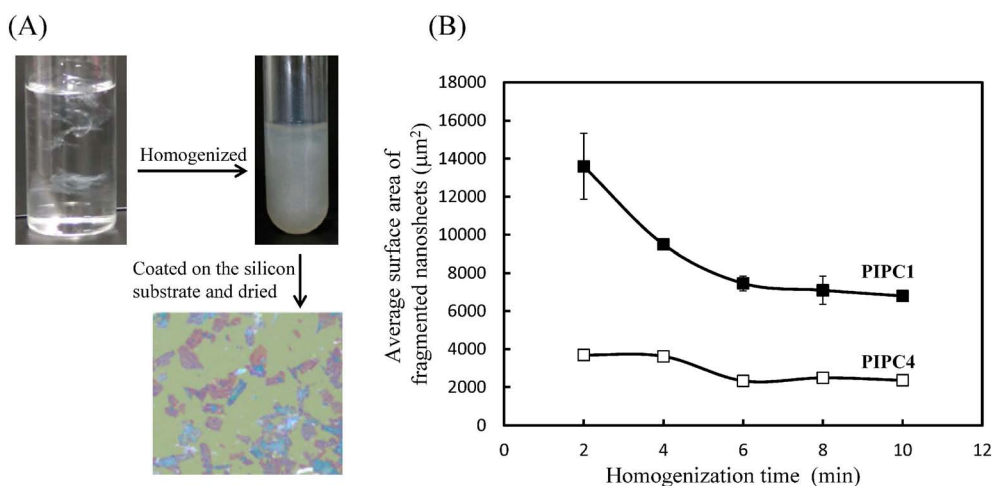 (A)
Homogenized
Coated on the silicon
substrate and dried
(B)
Average surface area of
fragmented nanosheets (μm²)
18000
16000
14000
12000
10000
8000
6000
4000
2000
0
PIPC1
PIPC4
0 2 4 6 8 10 12
Homogenization time (min)